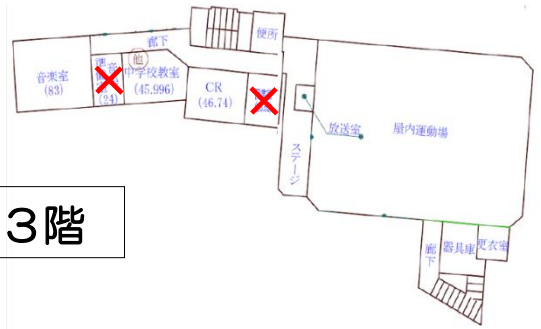 便所
廊下
他
音楽室
(83)
(24)
中学校教室
(45.996)
CR
(46.74)
放送室
屋内運動場
ステージ
3階
廊下
器具庫
更衣室